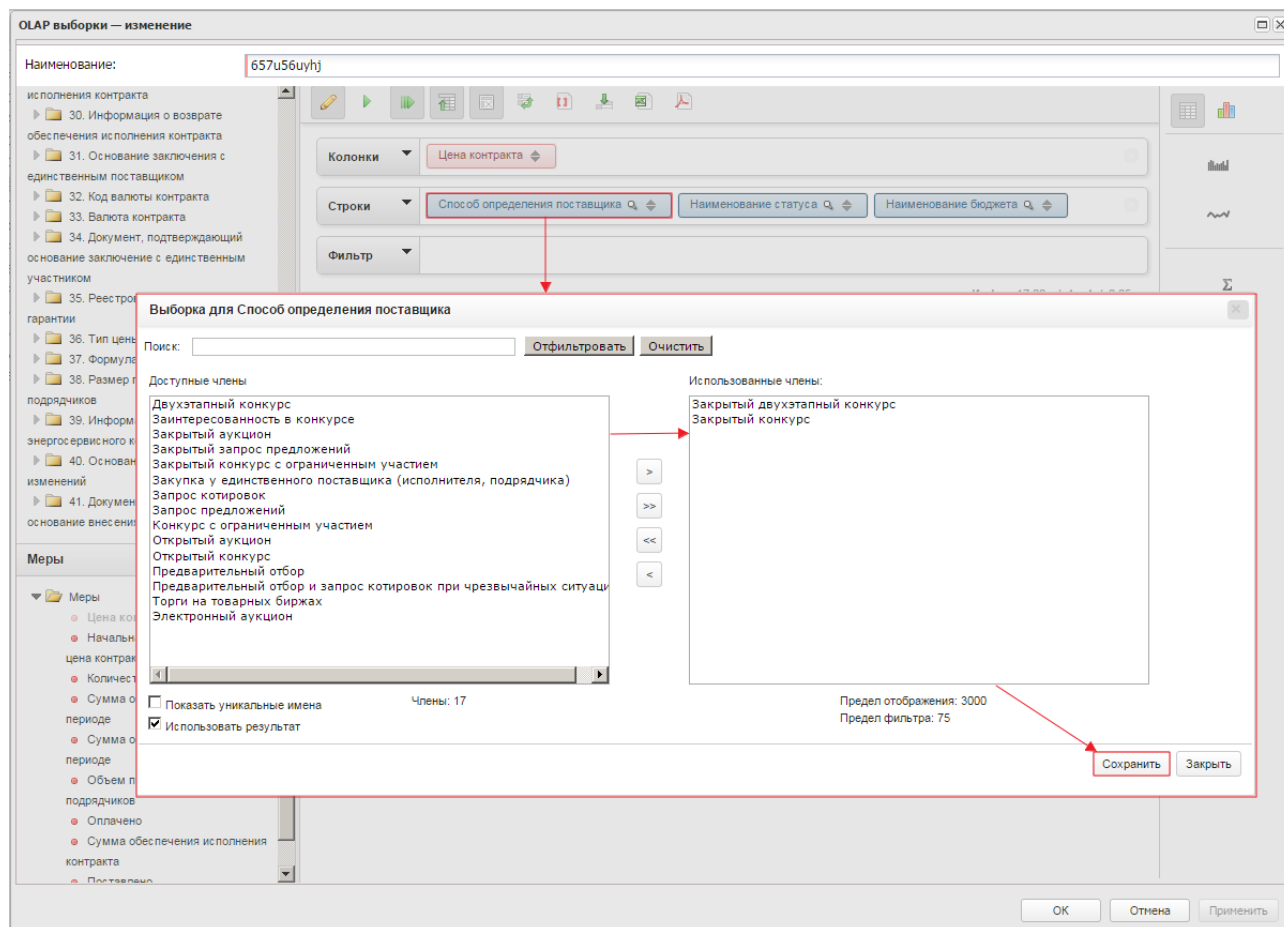 OLAP выборки — изменение
Наименование:
657u56uyhj
исполнения контракта
30. Информация о возврате
обеспечения исполнения контракта
31. Основание заключения с
единственным поставщиком
32. Код валюты контракта
33. Валюта контракта
34. Документ, подтверждающий
основание заключение с единственным
участником
35. Реестро
гарантии
36. Тип цень
37. Формула
38. Размер
подрядчиков
39. Информ
энергосервисного к
40. Основан
изменений
41. Докумен
основание внесени
Меры
Меры
Цена ко
Начальн
цена контрак
Количест
Сумма о
периоде
Сумма о
периоде
Объем п
подрядчиков
Оплачено
Сумма обеспечения исполнения
контракта
Поставлено
Колонки
Цена контракта
Строки
Способ определения поставщика
Наименование статуса
Наименование бюджета
Фильтр
Σ
Выборка для Способ определения поставщика
Поиск:
Отфильтровать
Очистить
Доступные члены
Двухэтапный конкурс
Заинтересованность в конкурсе
Закрытый аукцион
Закрытый запрос предложений
Закрытый конкурс с ограниченным участием
Закупка у единственного поставщика (исполнителя, подрядчика)
Запрос котировок
Запрос предложений
Конкурс с ограниченным участием
Открытый аукцион
Открытый конкурс
Предварительный отбор
Предварительный отбор и запрос котировок при чрезвычайных ситуаци
Торги на товарных биржах
Электронный аукцион
>
>>
<<
<
Использованные члены:
Закрытый двухэтапный конкурс
Закрытый конкурс
Показать уникальные имена
Члены: 17
Использовать результат
Предел отображения: 3000
Предел фильтра: 75
Сохранить
Закрыть
OK
Отмена
Применить